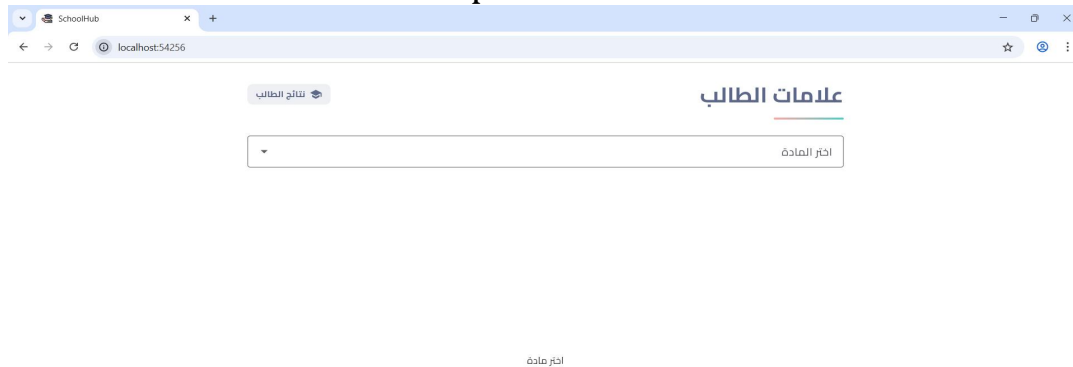 SchoolHub
localhost:54256
علامات الطالب
نتائج الطالب
اختر المادة
اختر مادة